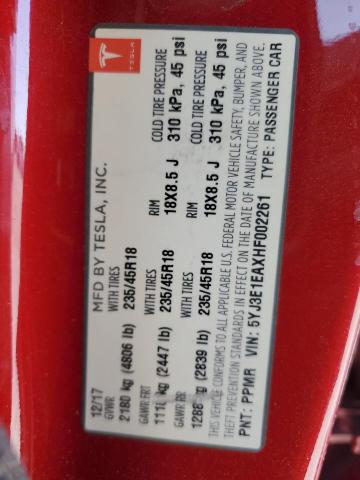 TESLA
MFD BY TESLA, INC.
12/17
GVWR
2180 kg (4806 lb)
WITH TIRES
235/45R18
RIM
18X8.5 J
COLD TIRE PRESSURE
310 kPa, 45 psi
GAWR FRT
1110 kg (2447 lb)
WITH TIRES
235/45R18
RIM
18X8.5 J
COLD TIRE PRESSURE
310 kPa, 45 psi
GAWR RR
1288 kg (2839 lb)
235/45R18
THIS VEHICLE CONFORMS TO ALL APPLICABLE U.S. FEDERAL MOTOR VEHICLE SAFETY, BUMPER, AND
THEFT PREVENTION STANDARDS IN EFFECT ON THE DATE OF MANUFACTURE SHOWN ABOVE.
PNT: PPMR VIN: 5YJ3E1EAXHF002261 TYPE: PASSENGER CAR